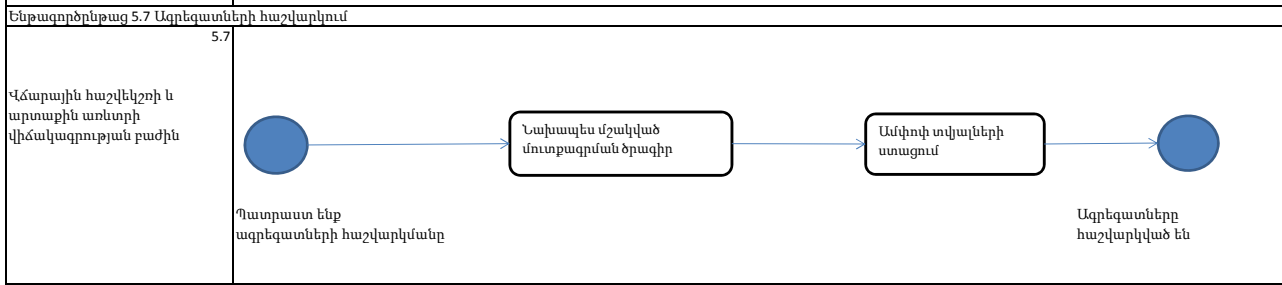 Ենթագործընթաց 5.7 Ագրեգատների հաշվարկում
5.7
Վճարային հաշվեկշռի և
արտաքին առևտրի
վիճակագրության բաժին
Նախապես մշակված
մուտքագրման ծրագիր
Ամփոփ տվյալների
ստացում
Պատրաստ ենք
ագրեգատների հաշվարկմանը
Ագրեգատները
հաշվարկված են